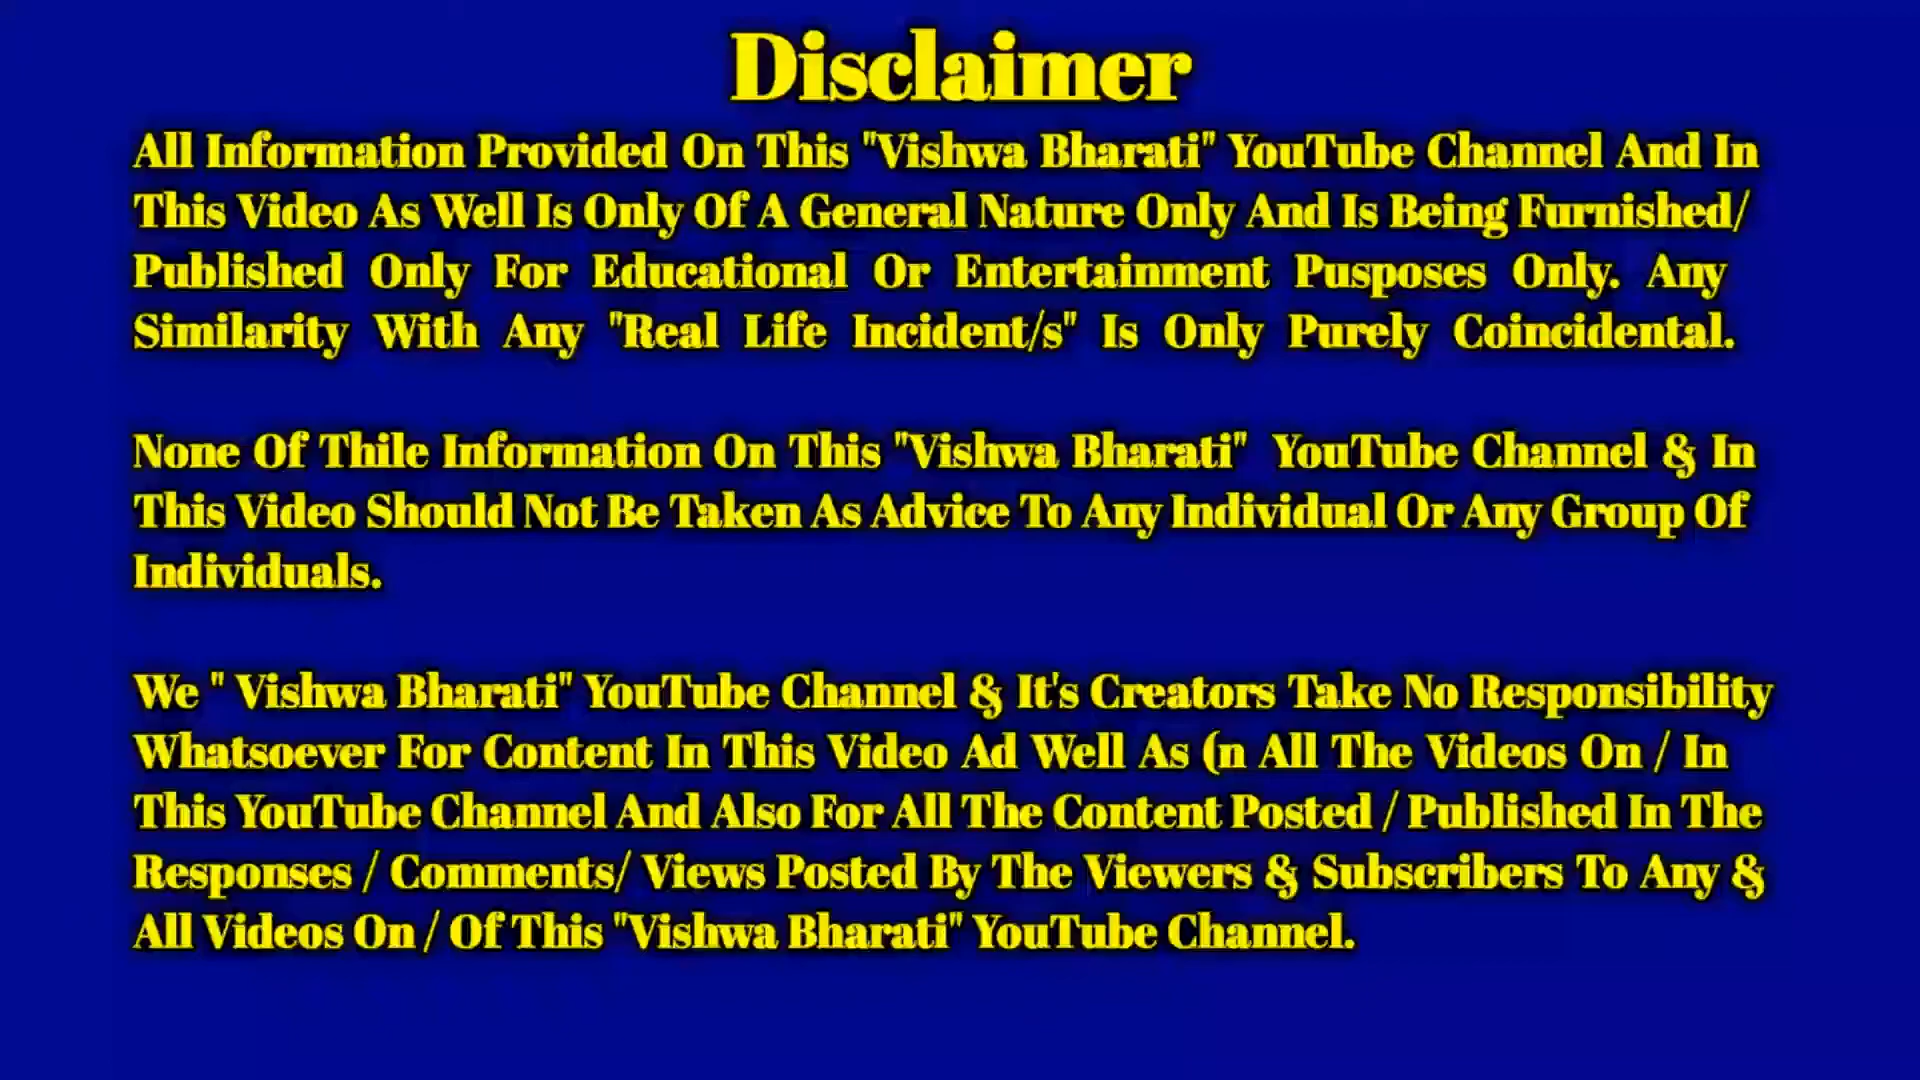 Disclaimer
All Information Provided On This "Vishwa Bharati" YouTube Channel And In
This Video As Well Is Only Of A General Nature Only And Is Being Furnished/
Published Only For Educational Or Entertainment Pusposes Only. Any
Similarity With Any "Real Life Incident/s" Is Only Purely Coincidental.
None Of Thile Information On This "Vishwa Bharati" YouTube Channel & In
This Video Should Not Be Taken As Advice To Any Individual Or Any Group Of
Individuals.
We " Vishwa Bharati" YouTube Channel & It's Creators Take No Responsibility
Whatsoever For Content In This Video Ad Well As (n All The Videos On / In
This YouTube Channel And Also For All The Content Posted / Published In The
Responses / Comments/ Views Posted By The Viewers & Subscribers To Any &
All Videos On / Of This "Vishwa Bharati" YouTube Channel.